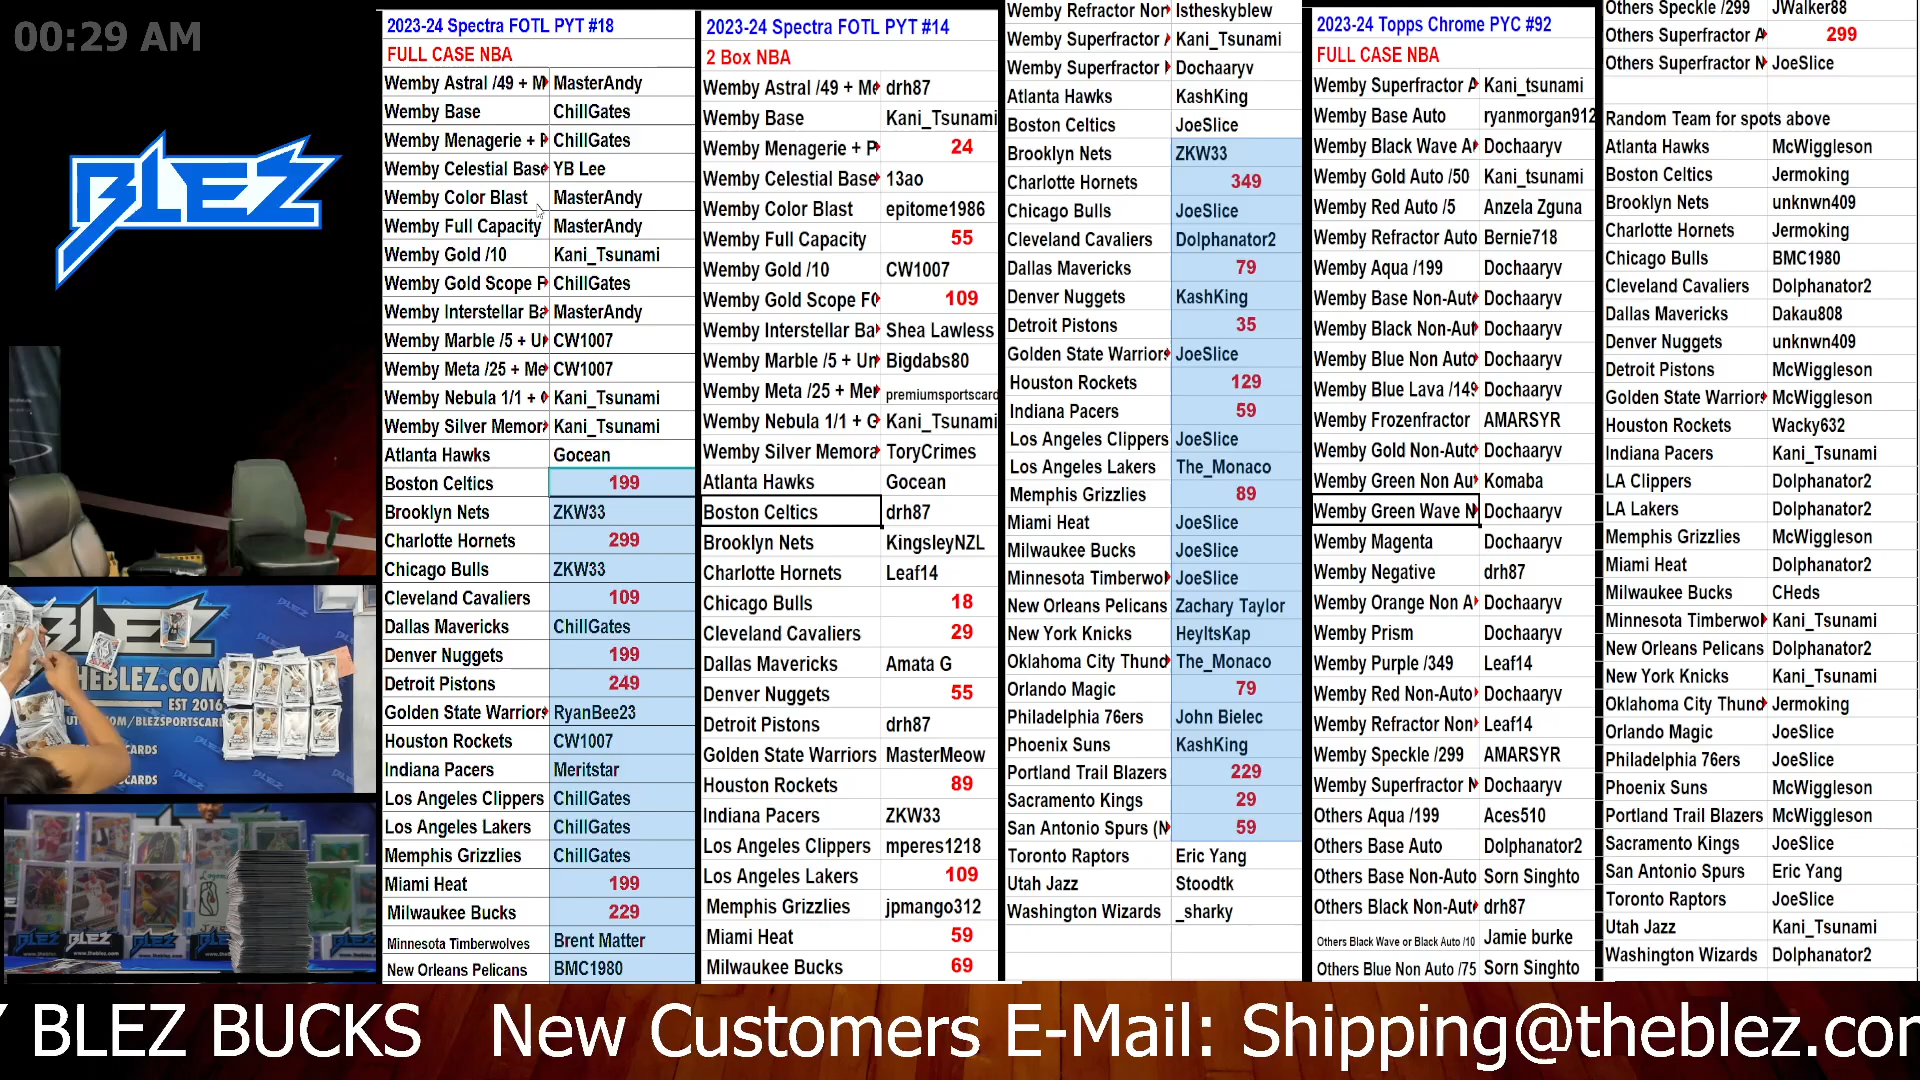 00:29 AM
BLEZ
2023-24 Spectra FOTL PYT #18
FULL CASE NBA
Wemby Astral /49 + M MasterAndy
Wemby Base ChillGates
Wemby Menagerie + F ChillGates
Wemby Celestial Base YB Lee
Wemby Color Blast MasterAndy
Wemby Full Capacity MasterAndy
Wemby Gold /10 Kani_Tsunami
Wemby Gold Scope F ChillGates
Wemby Interstellar Ba MasterAndy
Wemby Marble /5 + Ur CW1007
Wemby Meta /25 + Me CW1007
Wemby Nebula 1/1 + Kani_Tsunami
Wemby Silver Memor Kani_Tsunami
Atlanta Hawks Gocean
Boston Celtics 199
Brooklyn Nets ZKW33
Charlotte Hornets 299
Chicago Bulls ZKW33
Cleveland Cavaliers 109
Dallas Mavericks ChillGates
Denver Nuggets 199
Detroit Pistons 249
Golden State Warriors RyanBee23
Houston Rockets CW1007
Indiana Pacers Meritstar
Los Angeles Clippers ChillGates
Los Angeles Lakers ChillGates
Memphis Grizzlies ChillGates
Miami Heat 199
Milwaukee Bucks 229
Minnesota Timberwolves Brent Matter
New Orleans Pelicans BMC1980
2023-24 Spectra FOTL PYT #14
2 Box NBA
Wemby Astral /49 + Me drh87
Wemby Base Kani_Tsunami
Wemby Menagerie + P 24
Wemby Celestial Base 13ao
Wemby Color Blast epitome1986
Wemby Full Capacity 55
Wemby Gold /10 CW1007
Wemby Gold Scope FO 109
Wemby Interstellar Ba Shea Lawless
Wemby Marble /5 + Ur Bigdabs80
Wemby Meta /25 + Mer premiumsportscard
Wemby Nebula 1/1 + G Kani_Tsunami
Wemby Silver Memora ToryCrimes
Atlanta Hawks Gocean
Boston Celtics drh87
Brooklyn Nets KingsleyNZL
Charlotte Hornets Leaf14
Chicago Bulls 18
Cleveland Cavaliers 29
Dallas Mavericks Amata G
Denver Nuggets 55
Detroit Pistons drh87
Golden State Warriors MasterMeow
Houston Rockets 89
Indiana Pacers ZKW33
Los Angeles Clippers mperes1218
Los Angeles Lakers 109
Memphis Grizzlies jpmango312
Miami Heat 59
Milwaukee Bucks 69
Wemby Refractor Nor Istheskyblew
Wemby Superfractor Kani_Tsunami
Wemby Superfractor Dochaaryv
Atlanta Hawks KashKing
Boston Celtics JoeSlice
Brooklyn Nets ZKW33
Charlotte Hornets 349
Chicago Bulls JoeSlice
Cleveland Cavaliers Dolphanator2
Dallas Mavericks 79
Denver Nuggets KashKing
Detroit Pistons 35
Golden State Warriors JoeSlice
Houston Rockets 129
Indiana Pacers 59
Los Angeles Clippers JoeSlice
Los Angeles Lakers The_Monaco
Memphis Grizzlies 89
Miami Heat JoeSlice
Milwaukee Bucks JoeSlice
Minnesota Timberwol JoeSlice
New Orleans Pelicans Zachary Taylor
New York Knicks HeyItsKap
Oklahoma City Thund The_Monaco
Orlando Magic 79
Philadelphia 76ers John Bielec
Phoenix Suns KashKing
Portland Trail Blazers 229
Sacramento Kings 29
San Antonio Spurs (N 59
Toronto Raptors Eric Yang
Utah Jazz Stoodtk
Washington Wizards _sharky
2023-24 Topps Chrome PYC #92
FULL CASE NBA
Wemby Superfractor A Kani_tsunami
Wemby Base Auto ryanmorgan912
Wemby Black Wave A Dochaaryv
Wemby Gold Auto /50 Kani_tsunami
Wemby Red Auto /5 Anzela Zguna
Wemby Refractor Auto Bernie718
Wemby Aqua /199 Dochaaryv
Wemby Base Non-Aut Dochaaryv
Wemby Black Non-Aut Dochaaryv
Wemby Blue Non Auto Dochaaryv
Wemby Blue Lava /149 Dochaaryv
Wemby Frozenfractor AMARSYR
Wemby Gold Non-Auto Dochaaryv
Wemby Green Non Au Komaba
Wemby Green Wave N Dochaaryv
Wemby Magenta Dochaaryv
Wemby Negative drh87
Wemby Orange Non A Dochaaryv
Wemby Prism Dochaaryv
Wemby Purple /349 Leaf14
Wemby Red Non-Auto Dochaaryv
Wemby Refractor Non Leaf14
Wemby Speckle /299 AMARSYR
Wemby Superfractor N Dochaaryv
Others Aqua /199 Aces510
Others Base Auto Dolphanator2
Others Base Non-Auto Sorn Singhto
Others Black Non-Aut drh87
Others Black Wave or Black Auto /10 Jamie burke
Others Blue Non Auto /75 Sorn Singhto
Others Speckle /299 JWalker88
Others Superfractor A 299
Others Superfractor N JoeSlice
Random Team for spots above
Atlanta Hawks McWiggleson
Boston Celtics Jermoking
Brooklyn Nets unknwn409
Charlotte Hornets Jermoking
Chicago Bulls BMC1980
Cleveland Cavaliers Dolphanator2
Dallas Mavericks Dakau808
Denver Nuggets unknwn409
Detroit Pistons McWiggleson
Golden State Warriors McWiggleson
Houston Rockets Wacky632
Indiana Pacers Kani_Tsunami
LA Clippers Dolphanator2
LA Lakers Dolphanator2
Memphis Grizzlies McWiggleson
Miami Heat Dolphanator2
Milwaukee Bucks CHeds
Minnesota Timberwol Kani_Tsunami
New Orleans Pelicans Dolphanator2
New York Knicks Kani_Tsunami
Oklahoma City Thund Jermoking
Orlando Magic JoeSlice
Philadelphia 76ers JoeSlice
Phoenix Suns McWiggleson
Portland Trail Blazers McWiggleson
Sacramento Kings JoeSlice
San Antonio Spurs Eric Yang
Toronto Raptors JoeSlice
Utah Jazz Kani_Tsunami
Washington Wizards Dolphanator2
BLEZ
HEBLEZ.COM
EST 2016
OUTUBE.COM/BLEZSPORTSCARD
CARDS
CARDS
BLEZ BLEZ BLEZ BLEZ
Y BLEZ BUCKS New Customers E-Mail: Shipping@theblez.com